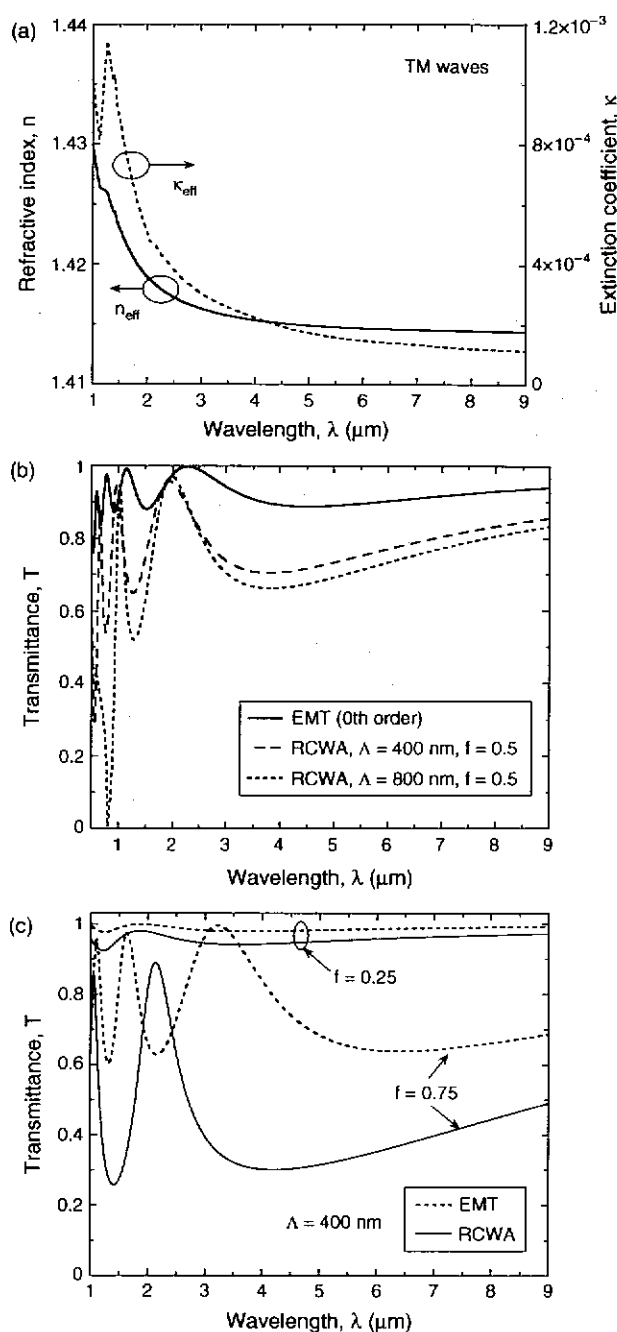 (a)
1.44
1.43
1.42
1.41
Refractive index, n
1.2×10⁻³
8×10⁻⁴
4×10⁻⁴
0
Extinction coefficient, κ
TM waves
κeff
neff
1 2 3 4 5 6 7 8 9
Wavelength, λ (μm)
(b)
1
0.8
0.6
0.4
0.2
0
Transmittance, T
EMT (0th order)
RCWA, Λ = 400 nm, f = 0.5
RCWA, Λ = 800 nm, f = 0.5
1 2 3 4 5 6 7 8 9
Wavelength, λ (μm)
(c)
1
0.8
0.6
0.4
0.2
0
Transmittance, T
f = 0.25
f = 0.75
Λ = 400 nm
EMT
RCWA
1 2 3 4 5 6 7 8 9
Wavelength, λ (μm)